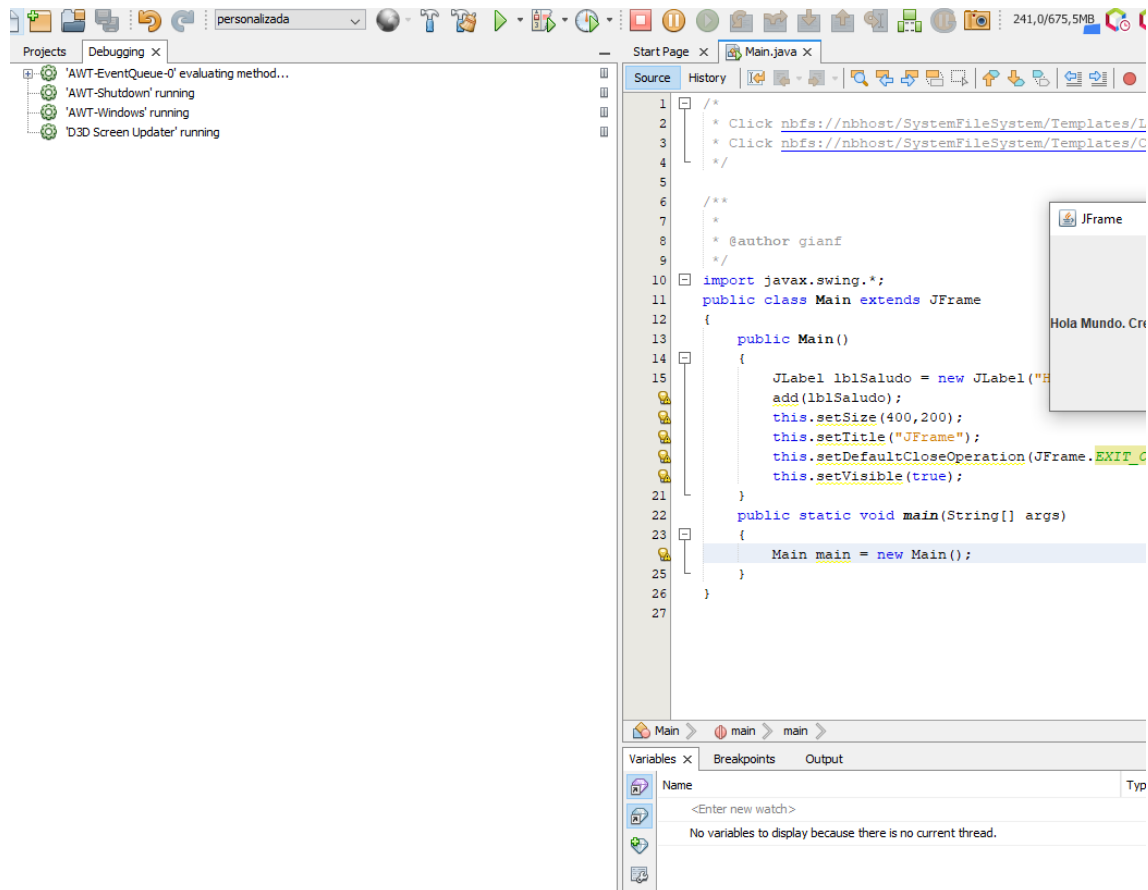 personalizada
241,0/675,5MB
Projects Debugging
Start Page Main.java
Source History
'AWT-EventQueue-0' evaluating method...
'AWT-Shutdown' running
'AWT-Windows' running
'D3D Screen Updater' running
1 /*
2 * Click nbfs://nbhost/SystemFileSystem/Templates/L
3 * Click nbfs://nbhost/SystemFileSystem/Templates/C
4 */
5
6 /**
7 *
8 * @author gianf
9 */
10 import javax.swing.*;
11 public class Main extends JFrame
12 {
13 public Main()
14 {
15 JLabel lblSaludo = new JLabel("H
add(lblSaludo);
this.setSize(400,200);
this.setTitle("JFrame");
this.setDefaultCloseOperation(JFrame.EXIT_C
this.setVisible(true);
21 }
22 public static void main(String[] args)
23 {
Main main = new Main();
25 }
26 }
27
JFrame
Hola Mundo. Cre
Main main main
Variables Breakpoints Output
Name Typ
<Enter new watch>
No variables to display because there is no current thread.